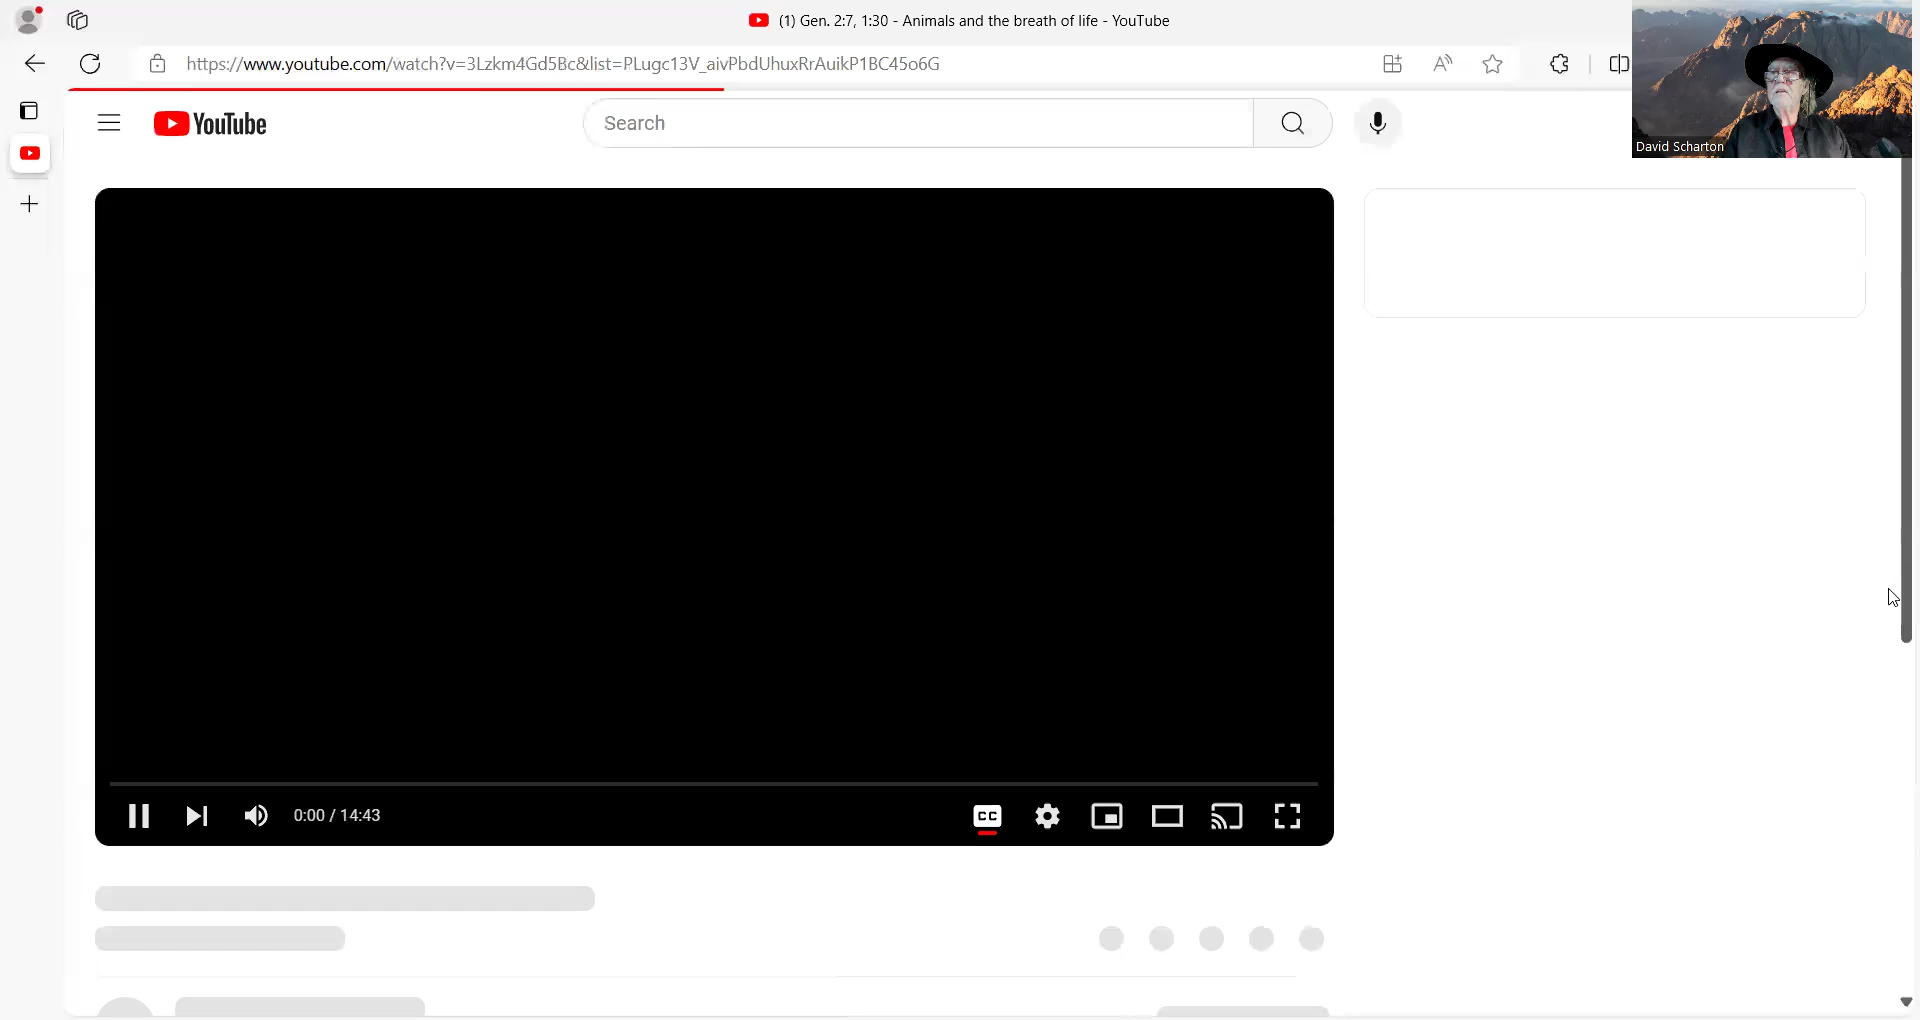 (1) Gen. 2:7, 1:30 - Animals and the breath of life - YouTube
https://www.youtube.com/watch?v=3Lzkm4Gd5Bc&list=PLugc13V_aivPbdUhuxRrAuikP1BC45o6G
David Scharton
YouTube
Search
0:00 / 14:43
CC